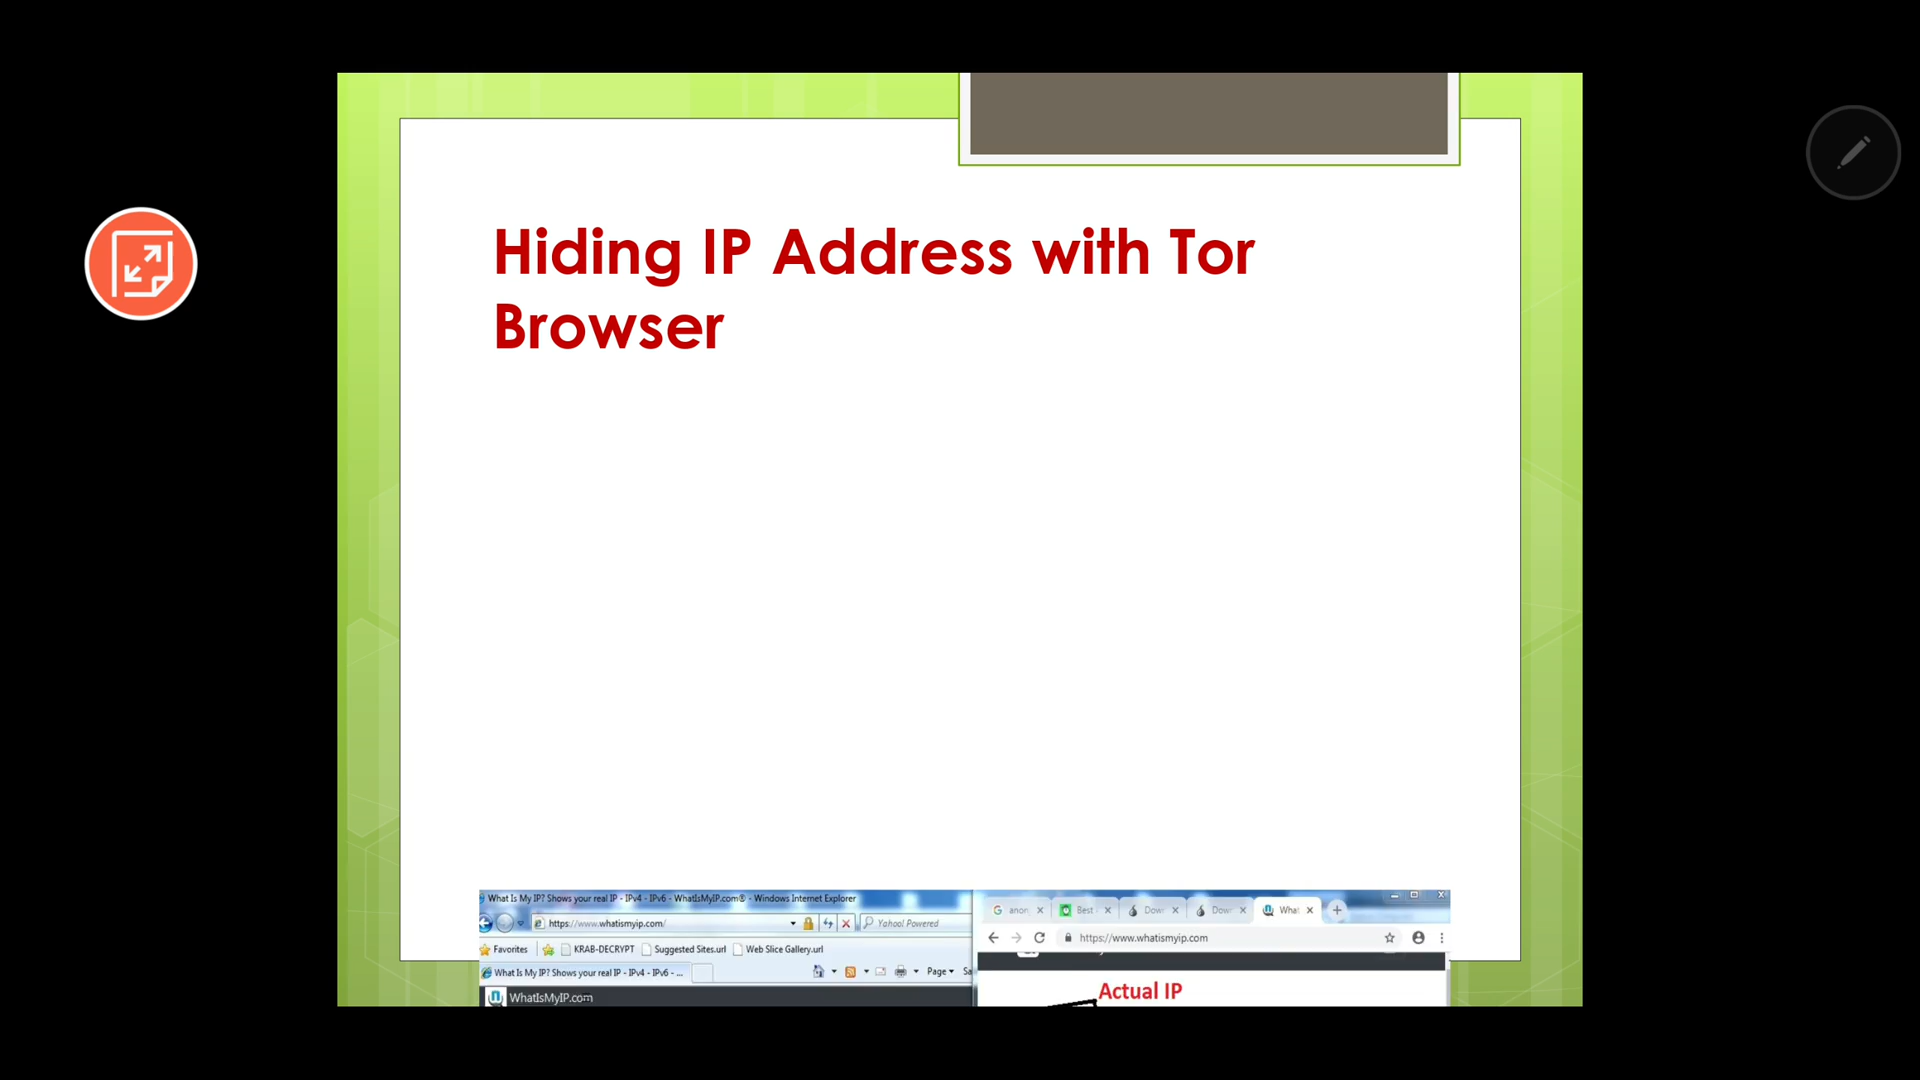 Hiding IP Address with Tor
Browser
What Is My IP? Shows your real IP - IPv4 - IPv6 - WhatIsMyIP.com® - Windows Internet Explorer
https://www.whatismyip.com/
Yahoo! Powered
Favorites KRAB-DECRYPT Suggested Sites.url Web Slice Gallery.url
What Is My IP? Shows your real IP - IPv4 - IPv6 - ...
Page
WhatIsMyIP.com
anon Best Dow Dow What
https://www.whatismyip.com
Actual IP